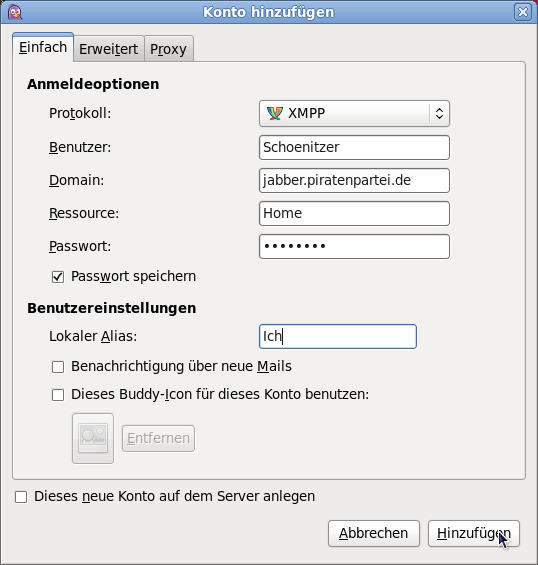 Konto hinzufügen
Einfach Erweitert Proxy
Anmeldeoptionen
Protokoll: XMPP
Benutzer: Schoenitzer
Domain: jabber.piratenpartei.de
Ressource: Home
Passwort: ••••••••
Passwort speichern
Benutzereinstellungen
Lokaler Alias: Ich
Benachrichtigung über neue Mails
Dieses Buddy-Icon für dieses Konto benutzen:
Entfernen
Dieses neue Konto auf dem Server anlegen
Abbrechen Hinzufügen